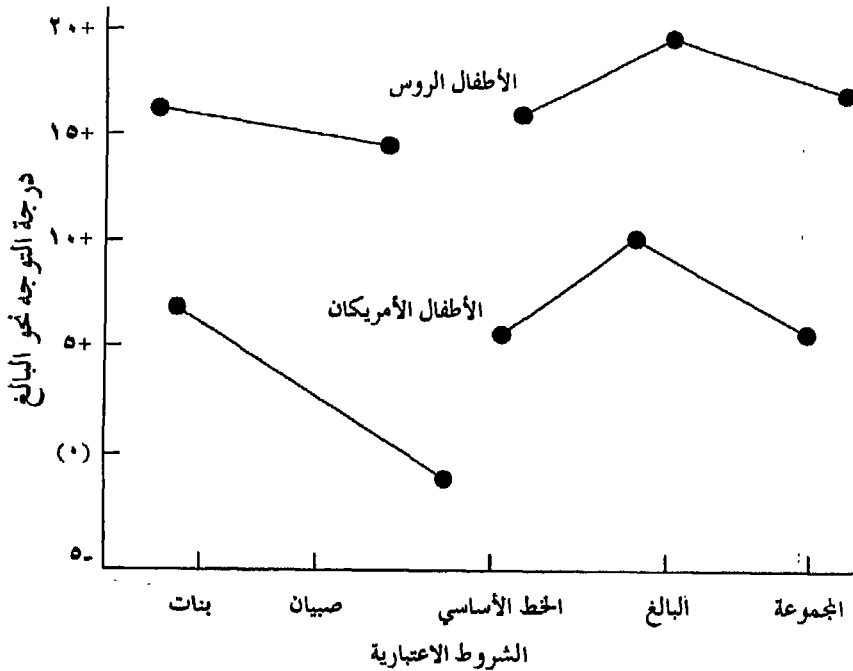 ٢٠+
الأطفال الروس
١٥+
١٠+
الأطفال الأمريكان
٥+
(٠)
٥-
درجة التوجه نحو البالغ
بنات صبيان الخط الأساسي البالغ المجموعة
الشروط الاعتبارية